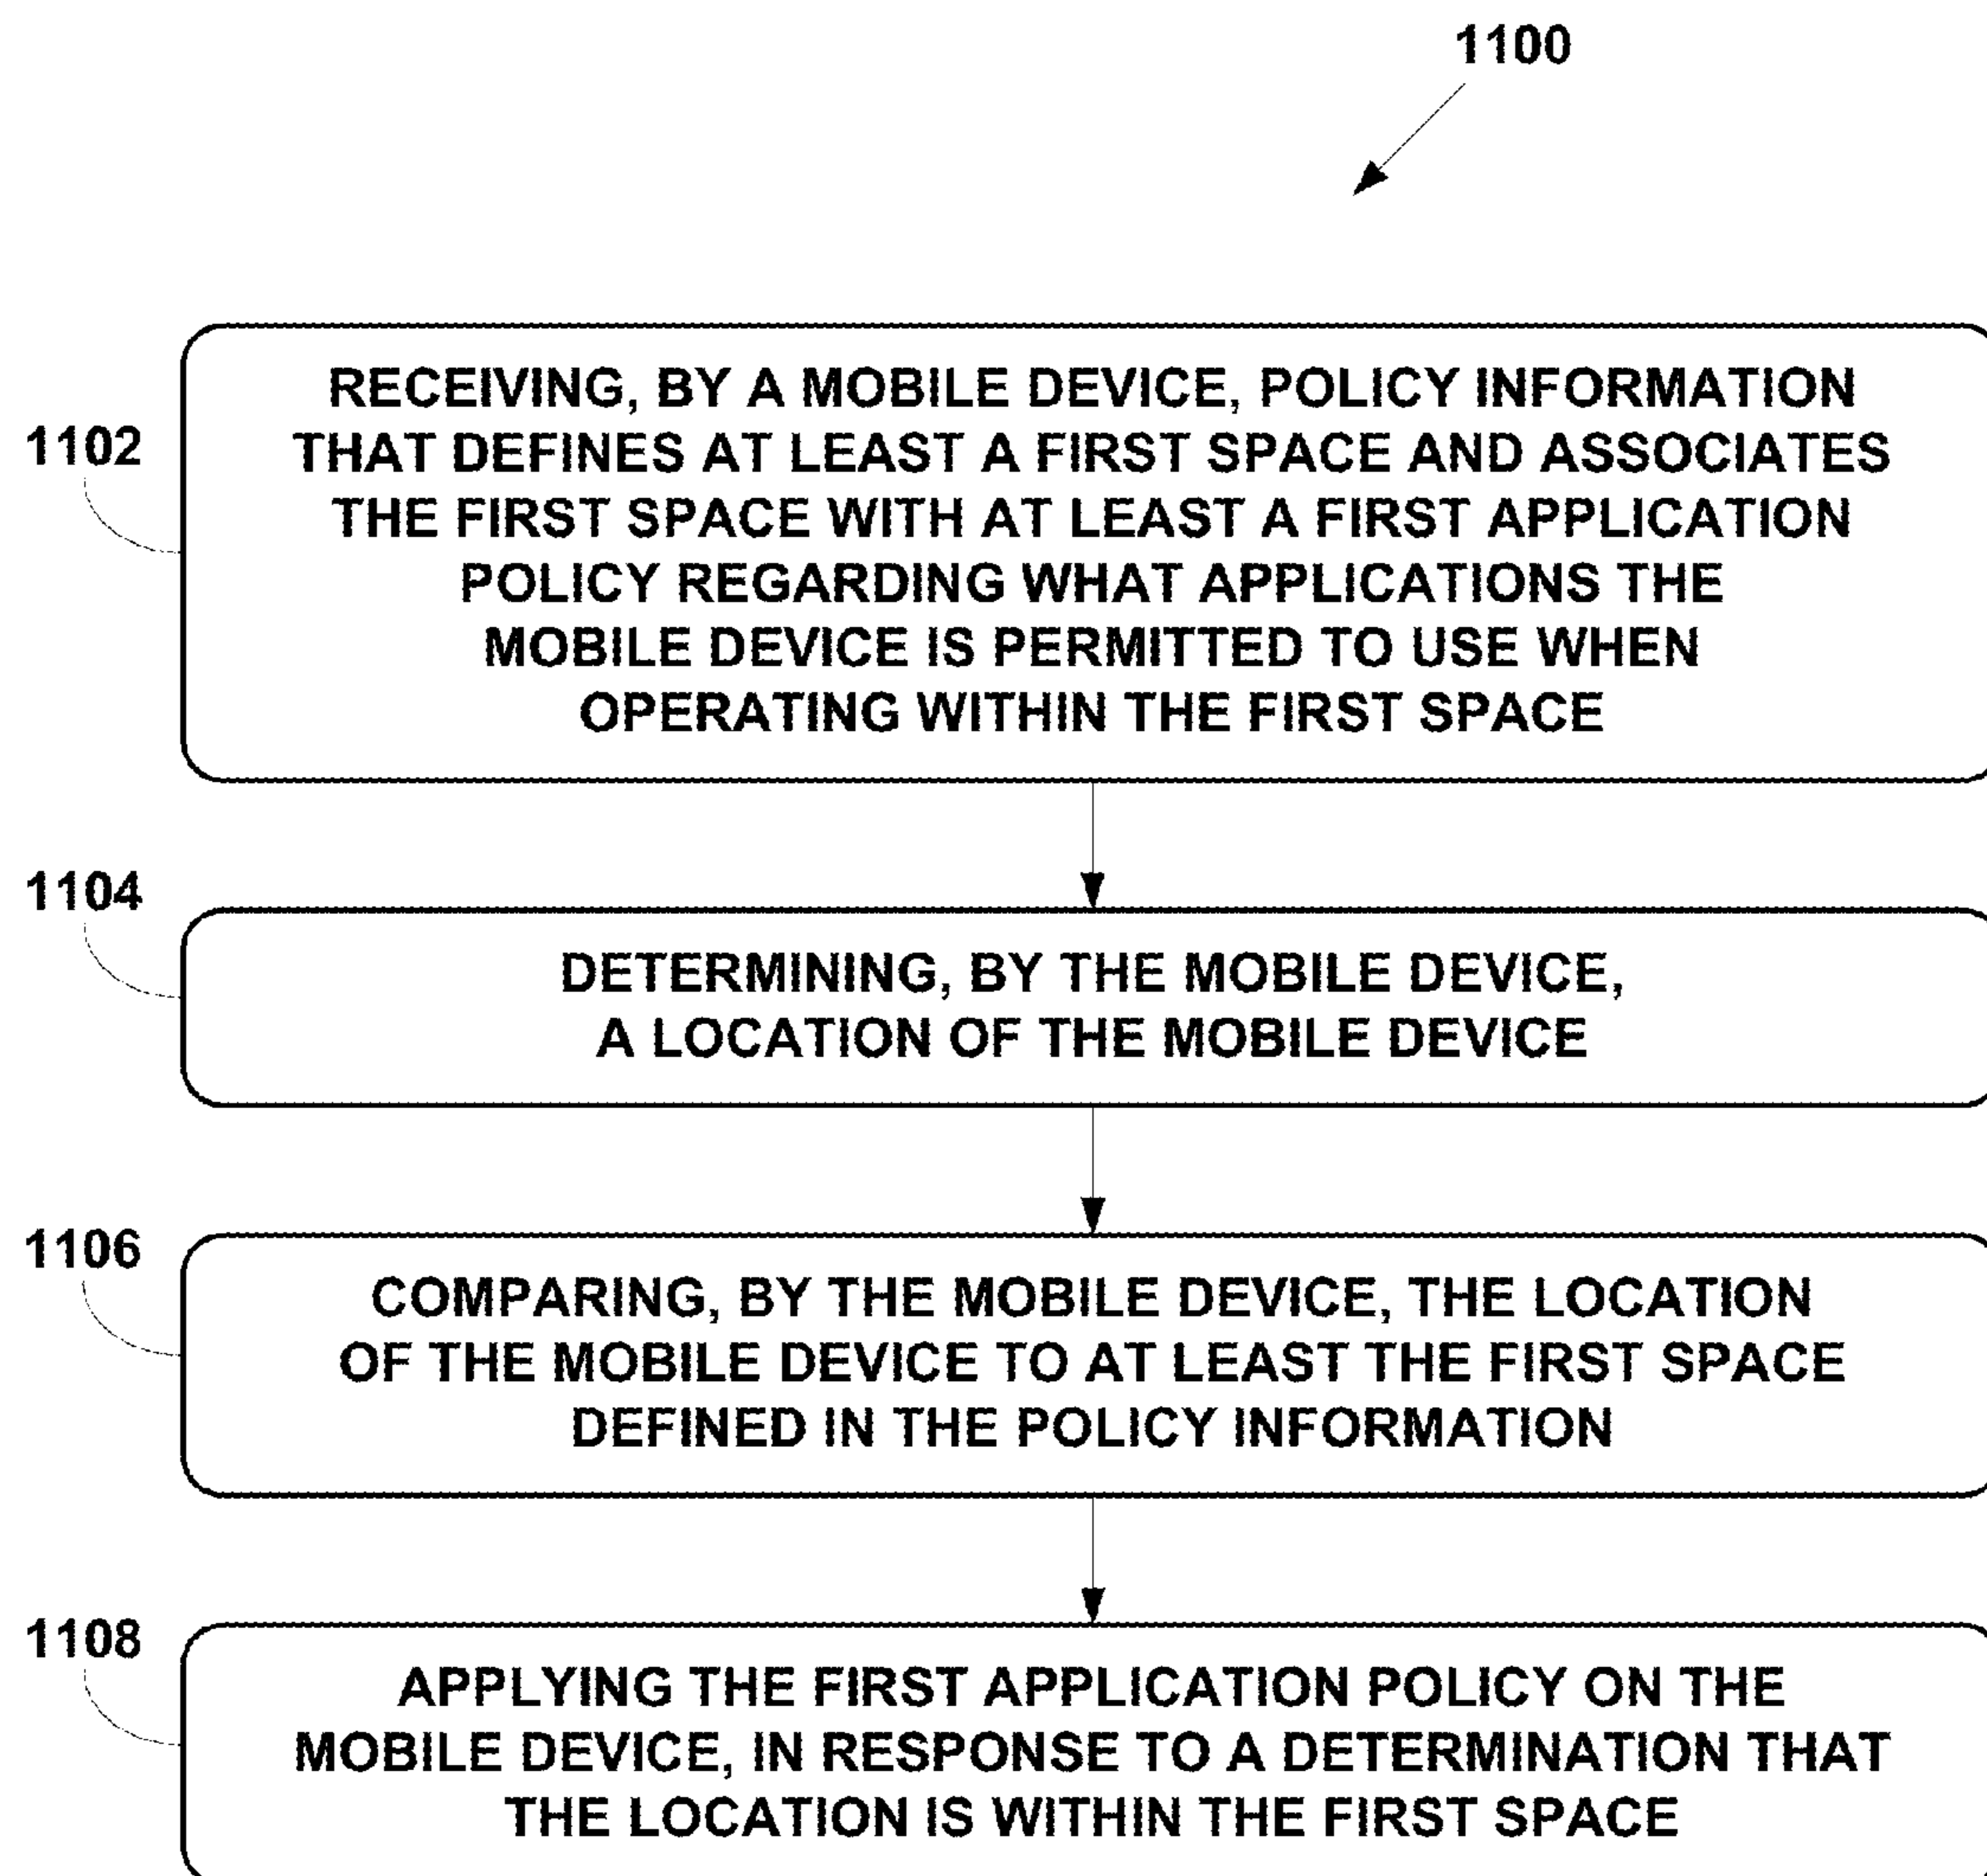 1100
1102
RECEIVING, BY A MOBILE DEVICE, POLICY INFORMATION
THAT DEFINES AT LEAST A FIRST SPACE AND ASSOCIATES
THE FIRST SPACE WITH AT LEAST A FIRST APPLICATION
POLICY REGARDING WHAT APPLICATIONS THE
MOBILE DEVICE IS PERMITTED TO USE WHEN
OPERATING WITHIN THE FIRST SPACE
1104
DETERMINING, BY THE MOBILE DEVICE,
A LOCATION OF THE MOBILE DEVICE
1106
COMPARING, BY THE MOBILE DEVICE, THE LOCATION
OF THE MOBILE DEVICE TO AT LEAST THE FIRST SPACE
DEFINED IN THE POLICY INFORMATION
1108
APPLYING THE FIRST APPLICATION POLICY ON THE
MOBILE DEVICE, IN RESPONSE TO A DETERMINATION THAT
THE LOCATION IS WITHIN THE FIRST SPACE